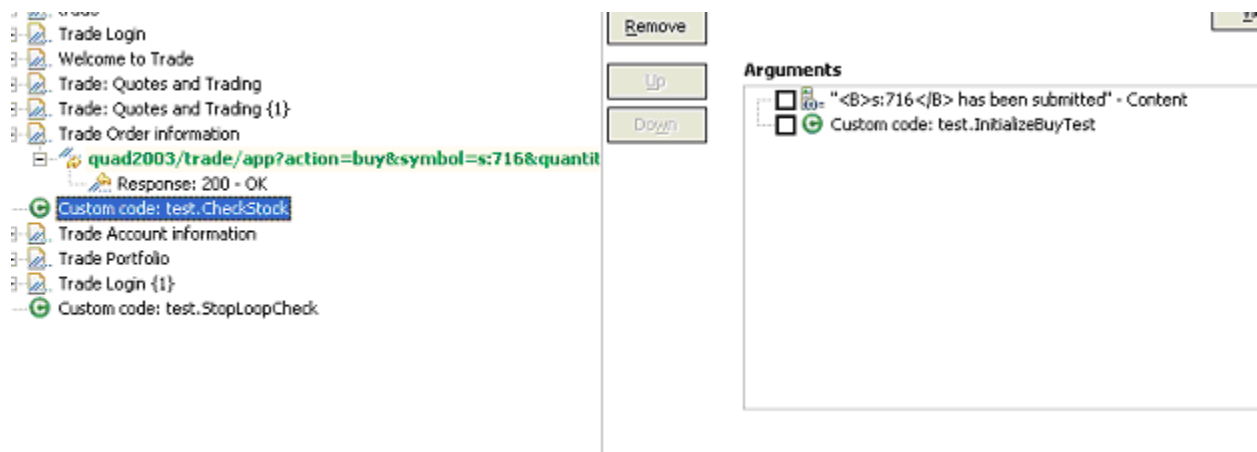 Trade Login
Welcome to Trade
Trade: Quotes and Trading
Trade: Quotes and Trading {1}
Trade Order information
quad2003/trade/app?action=buy&symbol=s:716&quantit
Response: 200 - OK
Custom code: test.CheckStock
Trade Account information
Trade Portfolio
Trade Login {1}
Custom code: test.StopLoopCheck
Remove
Up
Down
Arguments
"<B>s:716</B> has been submitted" - Content
Custom code: test.InitializeBuyTest